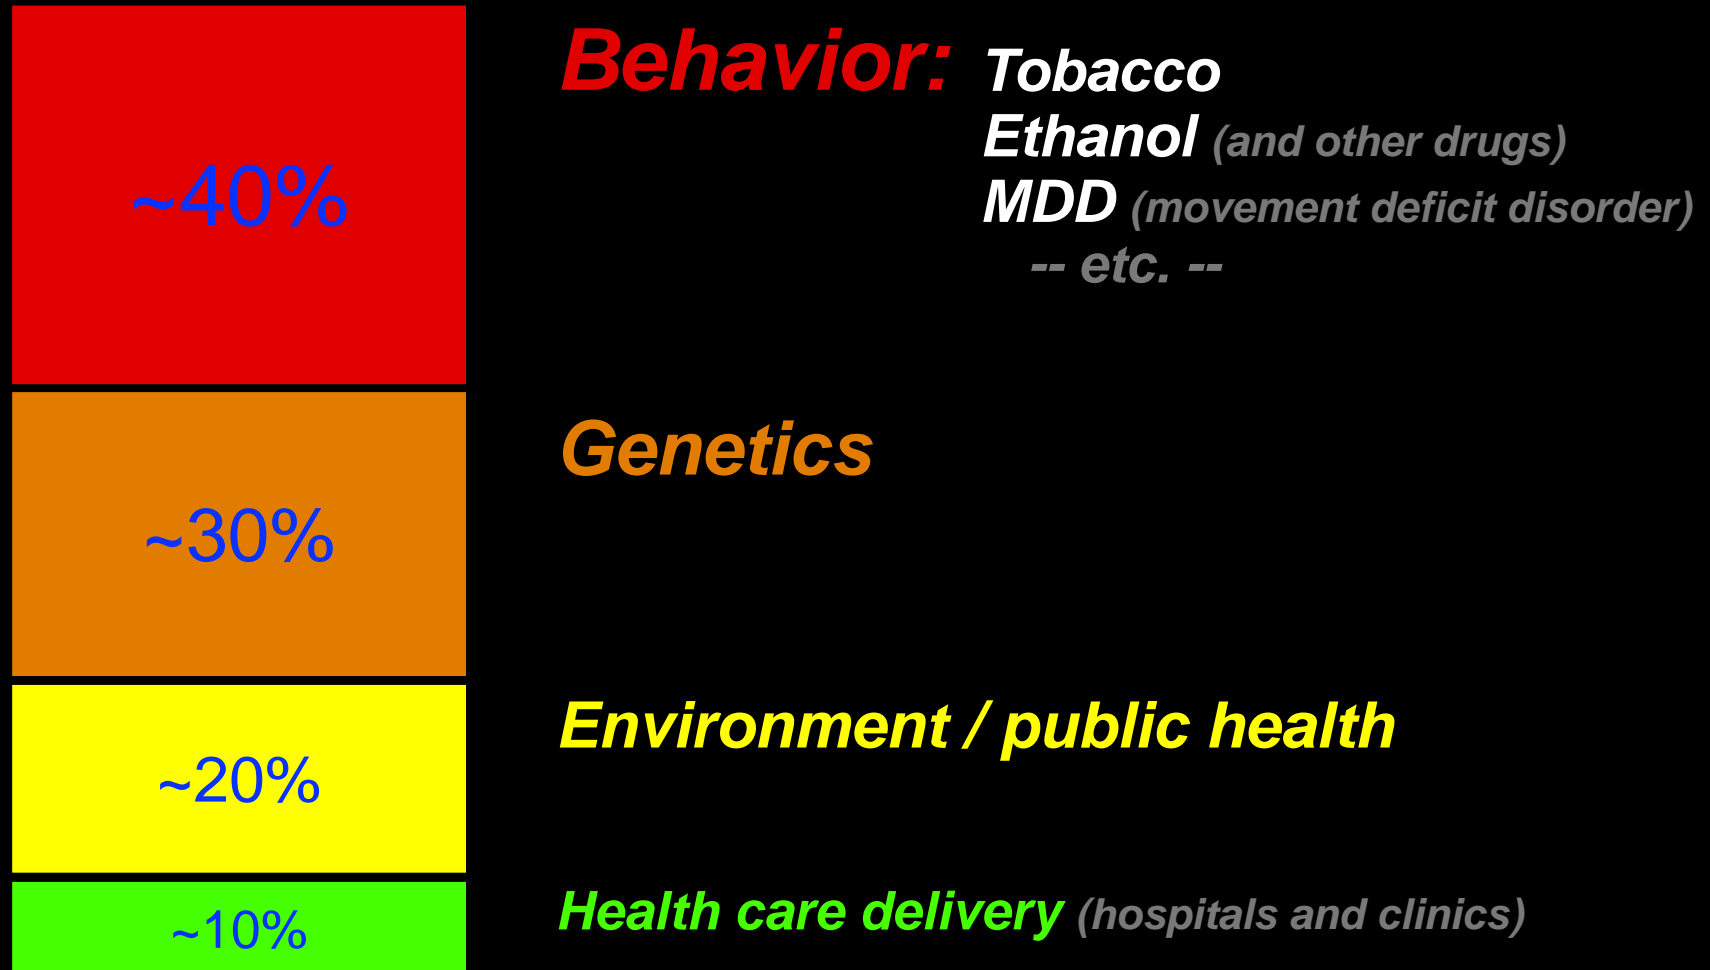 ~40%
Behavior: Tobacco
Ethanol (and other drugs)
MDD (movement deficit disorder)
-- etc. --
~30%
Genetics
~20%
Environment / public health
~10%
Health care delivery (hospitals and clinics)